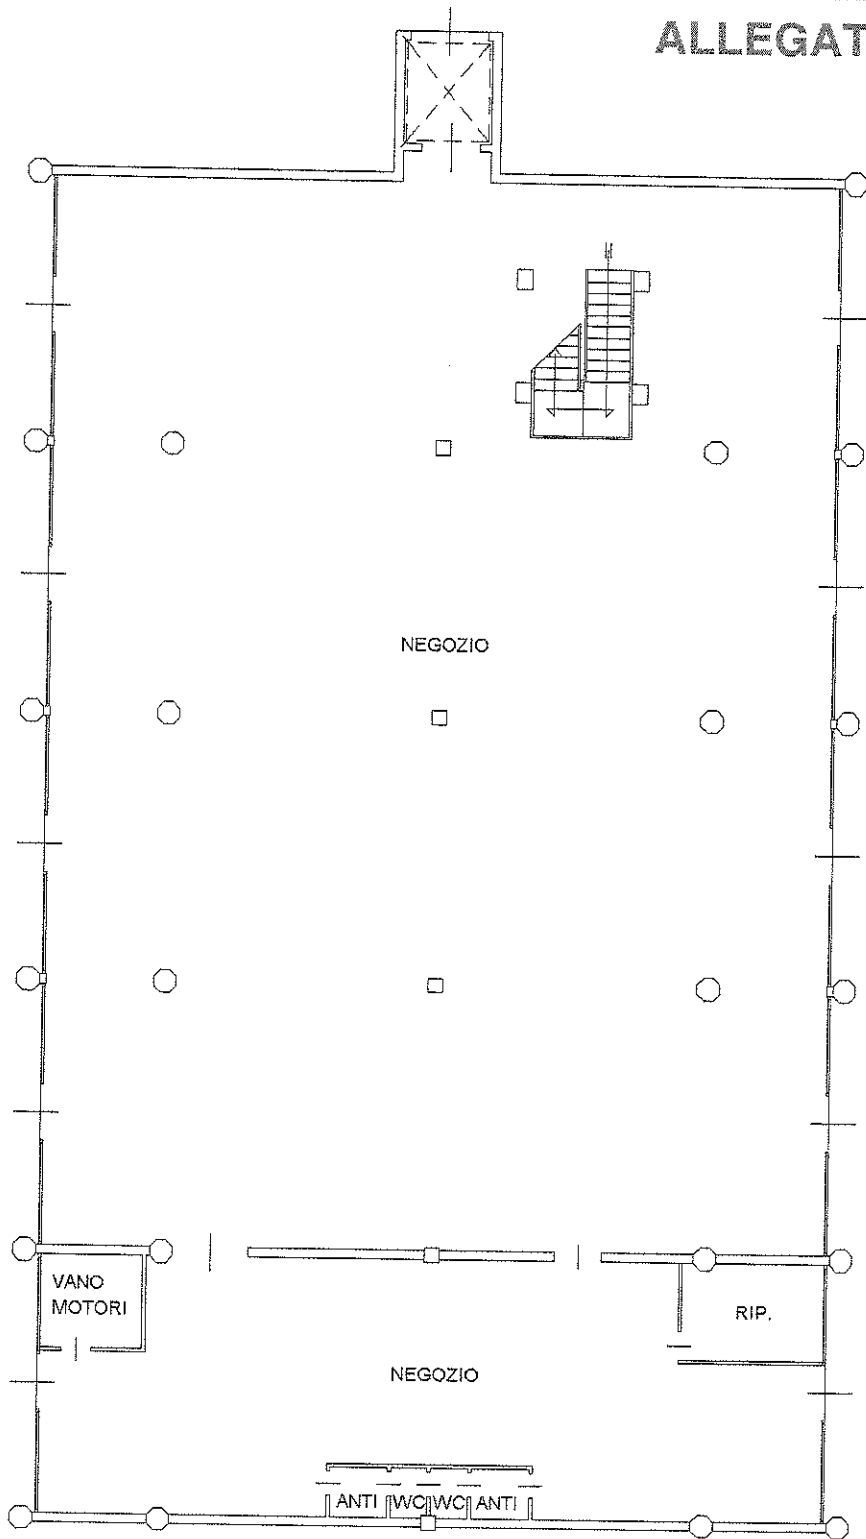 ALLEGAT
NEGOZIO
VANO
MOTORI
RIP.
NEGOZIO
ANTI WC WC ANTI